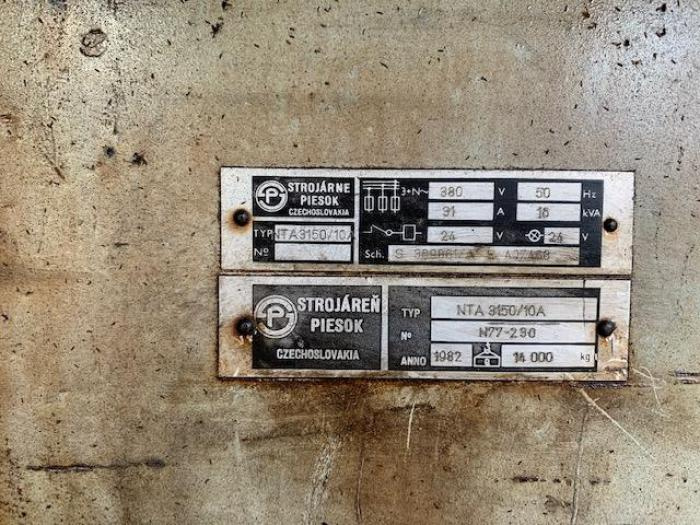 STROJÁRNE
PIESOK
CZECHOSLOVAKIA
TYP NTA3150/10A
Nº
3+N~ 380 V 50 Hz
31 A 16 kVA
24 V 24 V
Sch. S
STROJÁREŇ
PIESOK
CZECHOSLOVAKIA
TYP NTA 3150/10A
Nº N77-290
ANNO 1982 14 000 kg